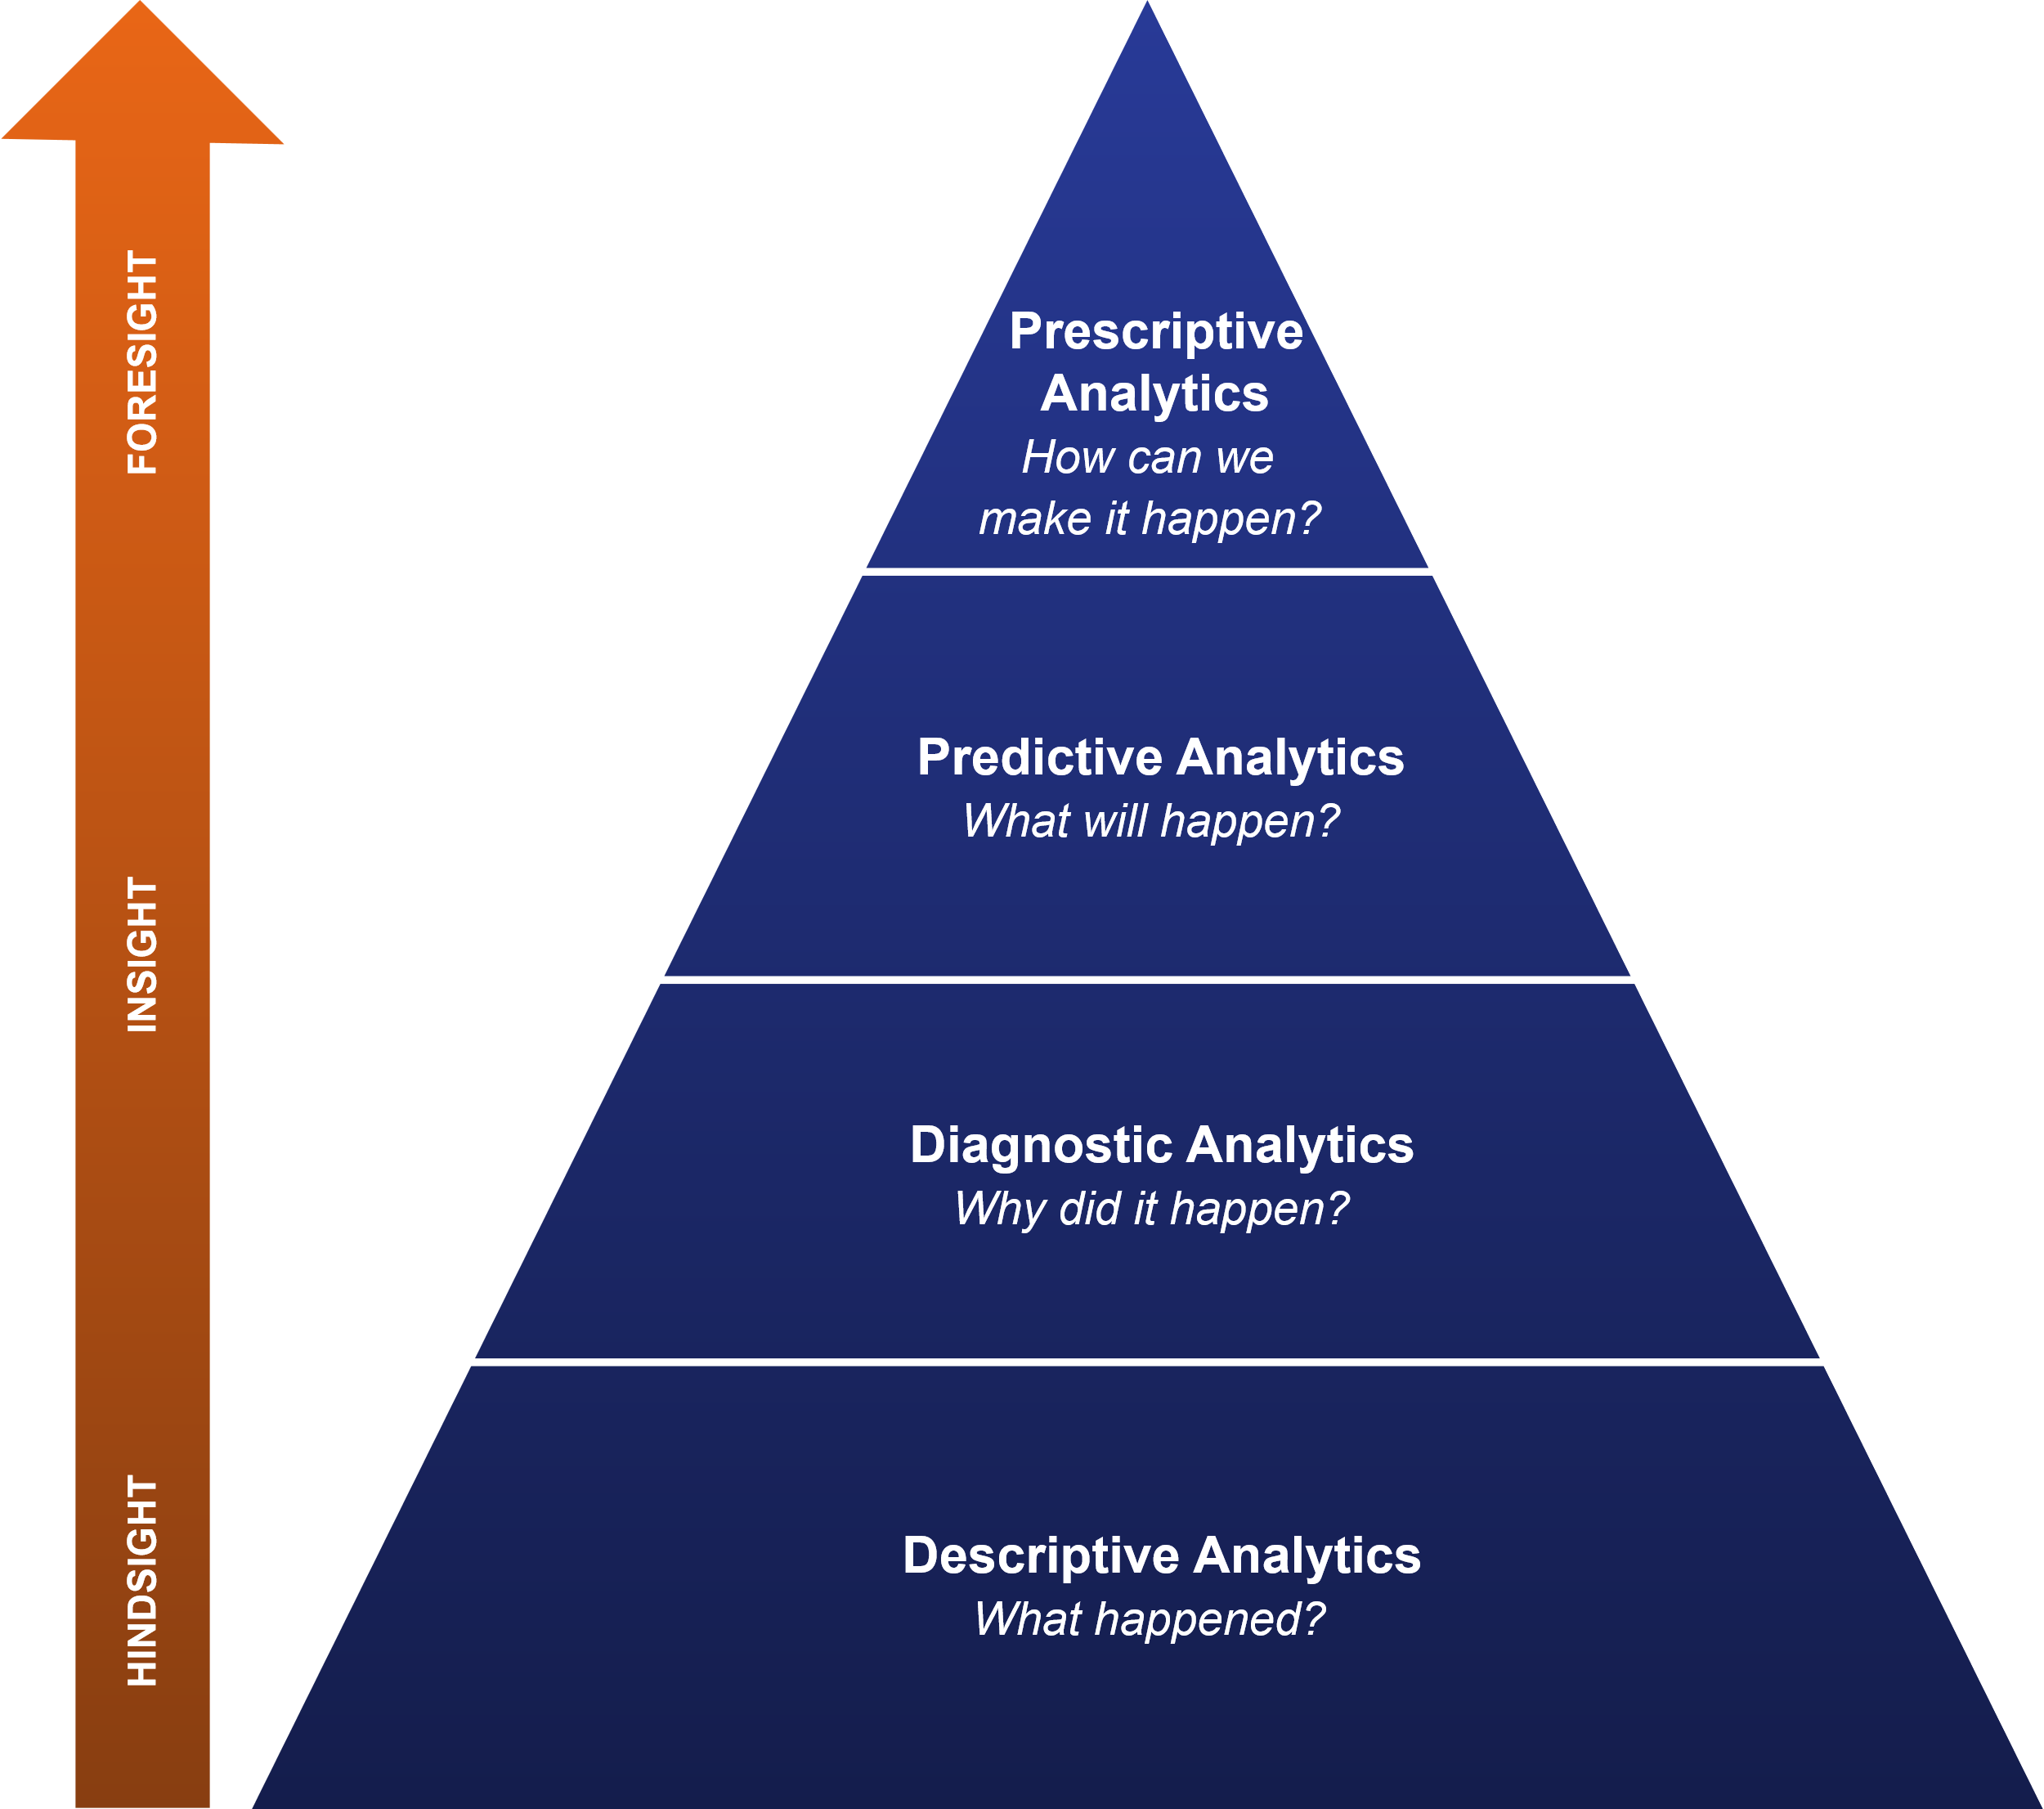 FORESIGHT
INSIGHT
HINDSIGHT
Prescriptive
Analytics
How can we
make it happen?
Predictive Analytics
What will happen?
Diagnostic Analytics
Why did it happen?
Descriptive Analytics
What happened?